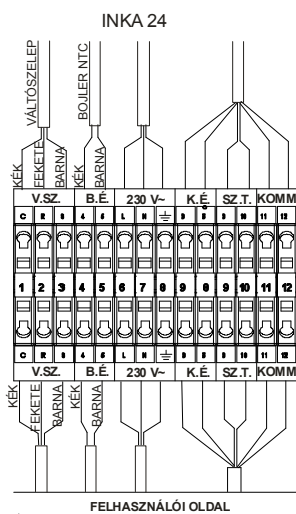 INKA 24
VÁLTÓSZELEP
BOJLER NTC
KÉK
FEKETE
BARNA
KÉK
BARNA
V.SZ. B.É. 230 V~ K.É. SZ.T. KOMM
C R S 4 5 L N 11 12
1 2 3 4 5 6 7 8 9 8 9 10 11 12
C R S 4 5 L N 11 12
V.SZ. B.É. 230 V~ K.É. SZ.T. KOMM
KÉK
FEKETE
BARNA
KÉK
BARNA
FELHASZNÁLÓI OLDAL